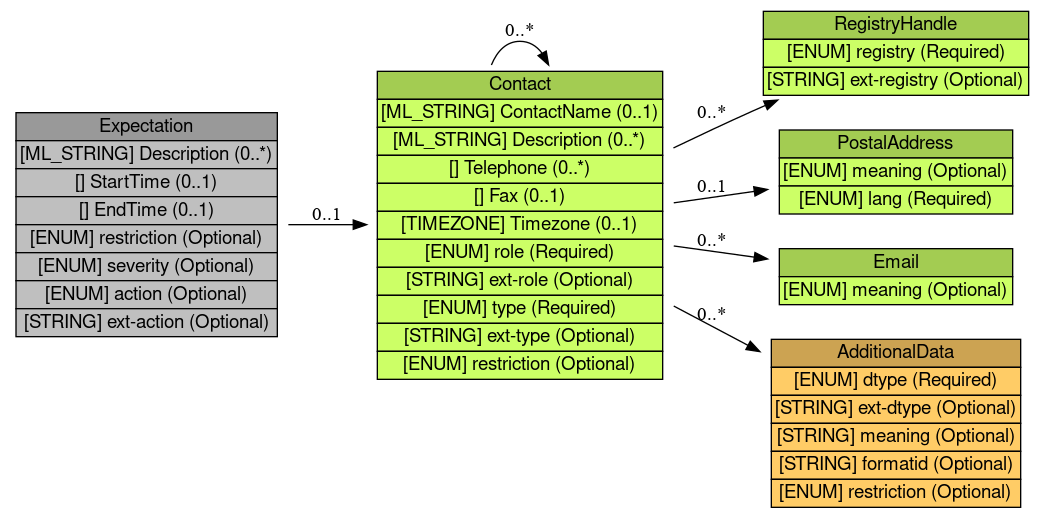 Expectation
[ML_STRING] Description (0..*)
[] StartTime (0..1)
[] EndTime (0..1)
[ENUM] restriction (Optional)
[ENUM] severity (Optional)
[ENUM] action (Optional)
[STRING] ext-action (Optional)
0..1
0..*
Contact
[ML_STRING] ContactName (0..1)
[ML_STRING] Description (0..*)
[] Telephone (0..*)
[] Fax (0..1)
[TIMEZONE] Timezone (0..1)
[ENUM] role (Required)
[STRING] ext-role (Optional)
[ENUM] type (Required)
[STRING] ext-type (Optional)
[ENUM] restriction (Optional)
0..*
0..1
0..*
0..*
RegistryHandle
[ENUM] registry (Required)
[STRING] ext-registry (Optional)
PostalAddress
[ENUM] meaning (Optional)
[ENUM] lang (Required)
Email
[ENUM] meaning (Optional)
AdditionalData
[ENUM] dtype (Required)
[STRING] ext-dtype (Optional)
[STRING] meaning (Optional)
[STRING] formatid (Optional)
[ENUM] restriction (Optional)